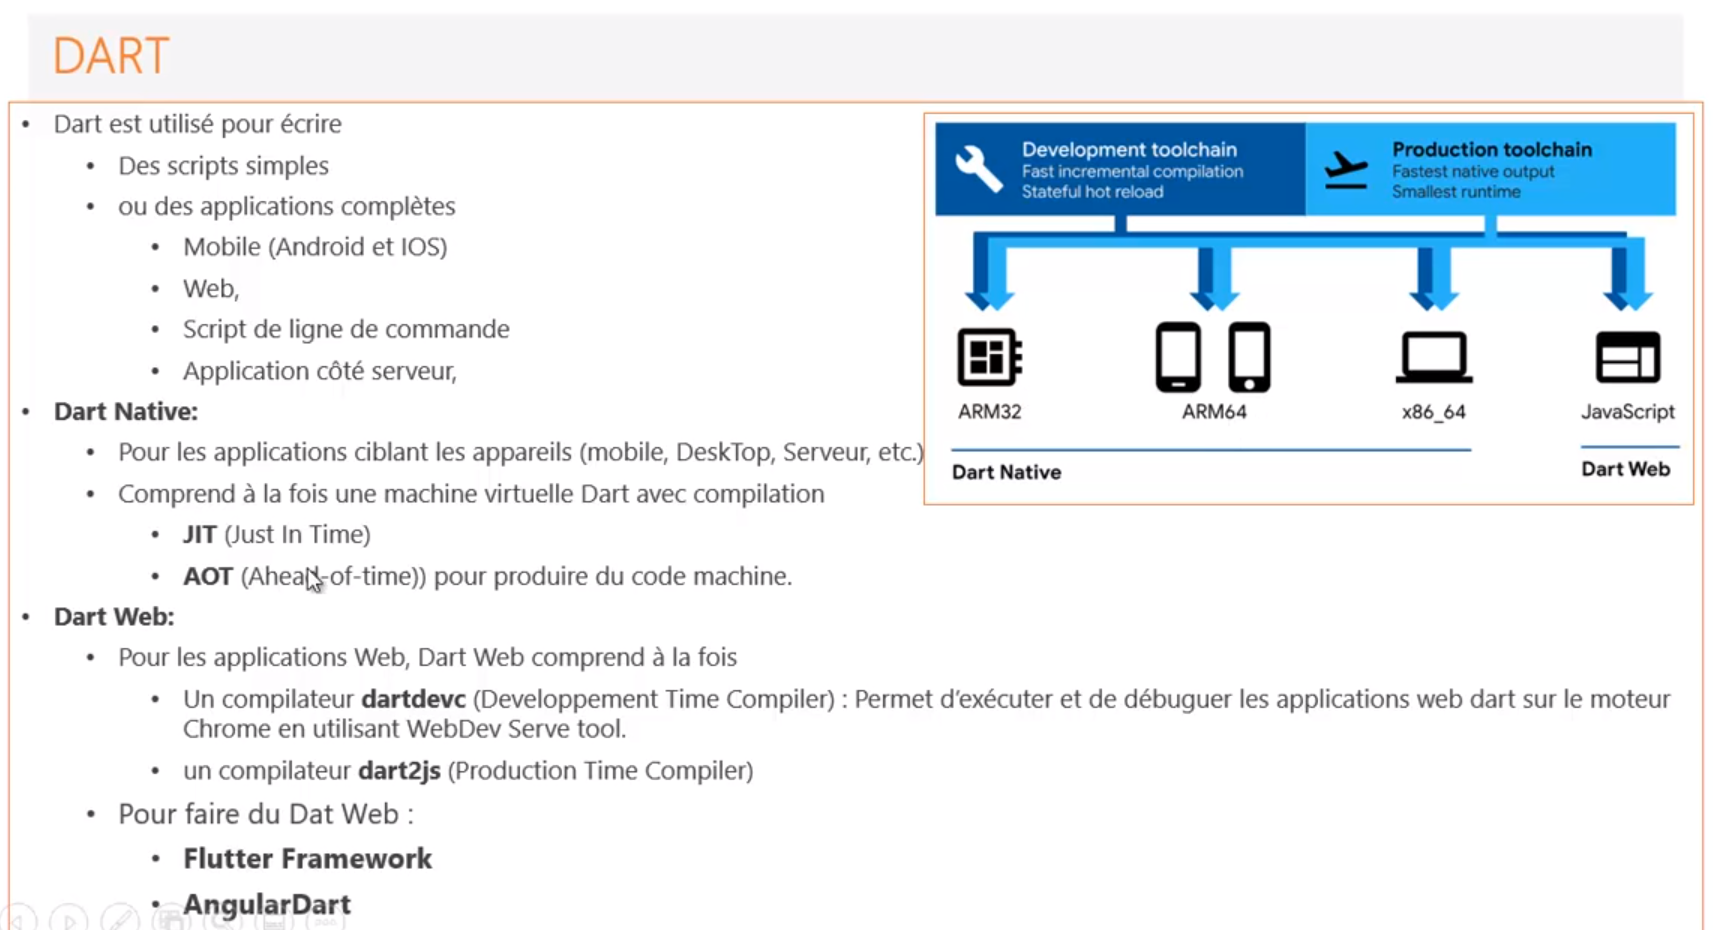 DART
• Dart est utilisé pour écrire
• Des scripts simples
• ou des applications complètes
• Mobile (Android et IOS)
• Web,
• Script de ligne de commande
• Application côté serveur,
• Dart Native:
• Pour les applications ciblant les appareils (mobile, DeskTop, Serveur, etc.)
• Comprend à la fois une machine virtuelle Dart avec compilation
• JIT (Just In Time)
• AOT (Ahead-of-time)) pour produire du code machine.
• Dart Web:
• Pour les applications Web, Dart Web comprend à la fois
• Un compilateur dartdevc (Developpement Time Compiler) : Permet d'exécuter et de débuguer les applications web dart sur le moteur
Chrome en utilisant WebDev Serve tool.
• un compilateur dart2js (Production Time Compiler)
• Pour faire du Dat Web :
• Flutter Framework
• AngularDart
Development toolchain
Fast incremental compilation
Stateful hot reload
Production toolchain
Fastest native output
Smallest runtime
ARM32
ARM64
x86_64
JavaScript
Dart Native
Dart Web